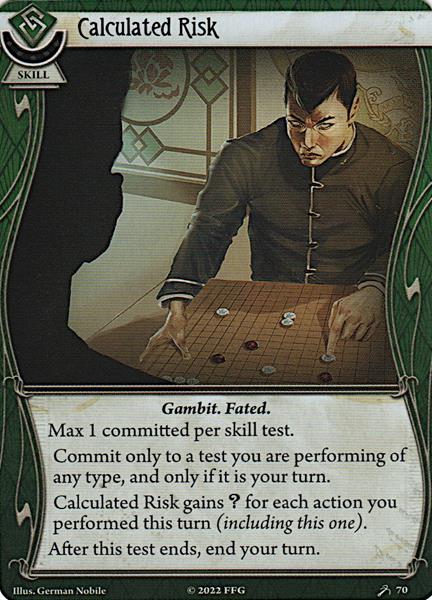 Calculated Risk
SKILL
Gambit. Fated.
Max 1 committed per skill test.
Commit only to a test you are performing of
any type, and only if it is your turn.
Calculated Risk gains ? for each action you
performed this turn (including this one).
After this test ends, end your turn.
Illus. German Nobile © 2022 FFG 70